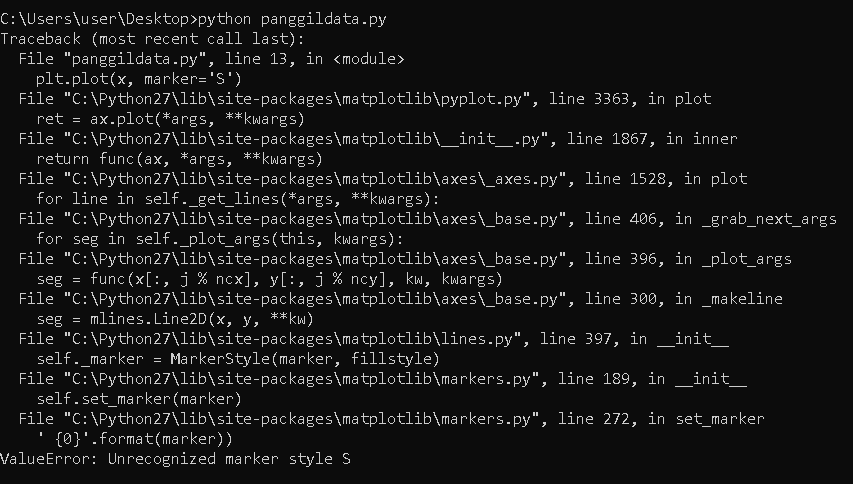 C:\Users\user\Desktop>python panggildata.py
Traceback (most recent call last):
  File "panggildata.py", line 13, in <module>
    plt.plot(x, marker='S')
  File "C:\Python27\lib\site-packages\matplotlib\pyplot.py", line 3363, in plot
    ret = ax.plot(*args, **kwargs)
  File "C:\Python27\lib\site-packages\matplotlib\__init__.py", line 1867, in inner
    return func(ax, *args, **kwargs)
  File "C:\Python27\lib\site-packages\matplotlib\axes\_axes.py", line 1528, in plot
    for line in self._get_lines(*args, **kwargs):
  File "C:\Python27\lib\site-packages\matplotlib\axes\_base.py", line 406, in _grab_next_args
    for seg in self._plot_args(this, kwargs):
  File "C:\Python27\lib\site-packages\matplotlib\axes\_base.py", line 396, in _plot_args
    seg = func(x[:, j % ncx], y[:, j % ncy], kw, kwargs)
  File "C:\Python27\lib\site-packages\matplotlib\axes\_base.py", line 300, in _makeline
    seg = mlines.Line2D(x, y, **kw)
  File "C:\Python27\lib\site-packages\matplotlib\lines.py", line 397, in __init__
    self._marker = MarkerStyle(marker, fillstyle)
  File "C:\Python27\lib\site-packages\matplotlib\markers.py", line 189, in __init__
    self.set_marker(marker)
  File "C:\Python27\lib\site-packages\matplotlib\markers.py", line 272, in set_marker
    ' {0}'.format(marker))
ValueError: Unrecognized marker style S